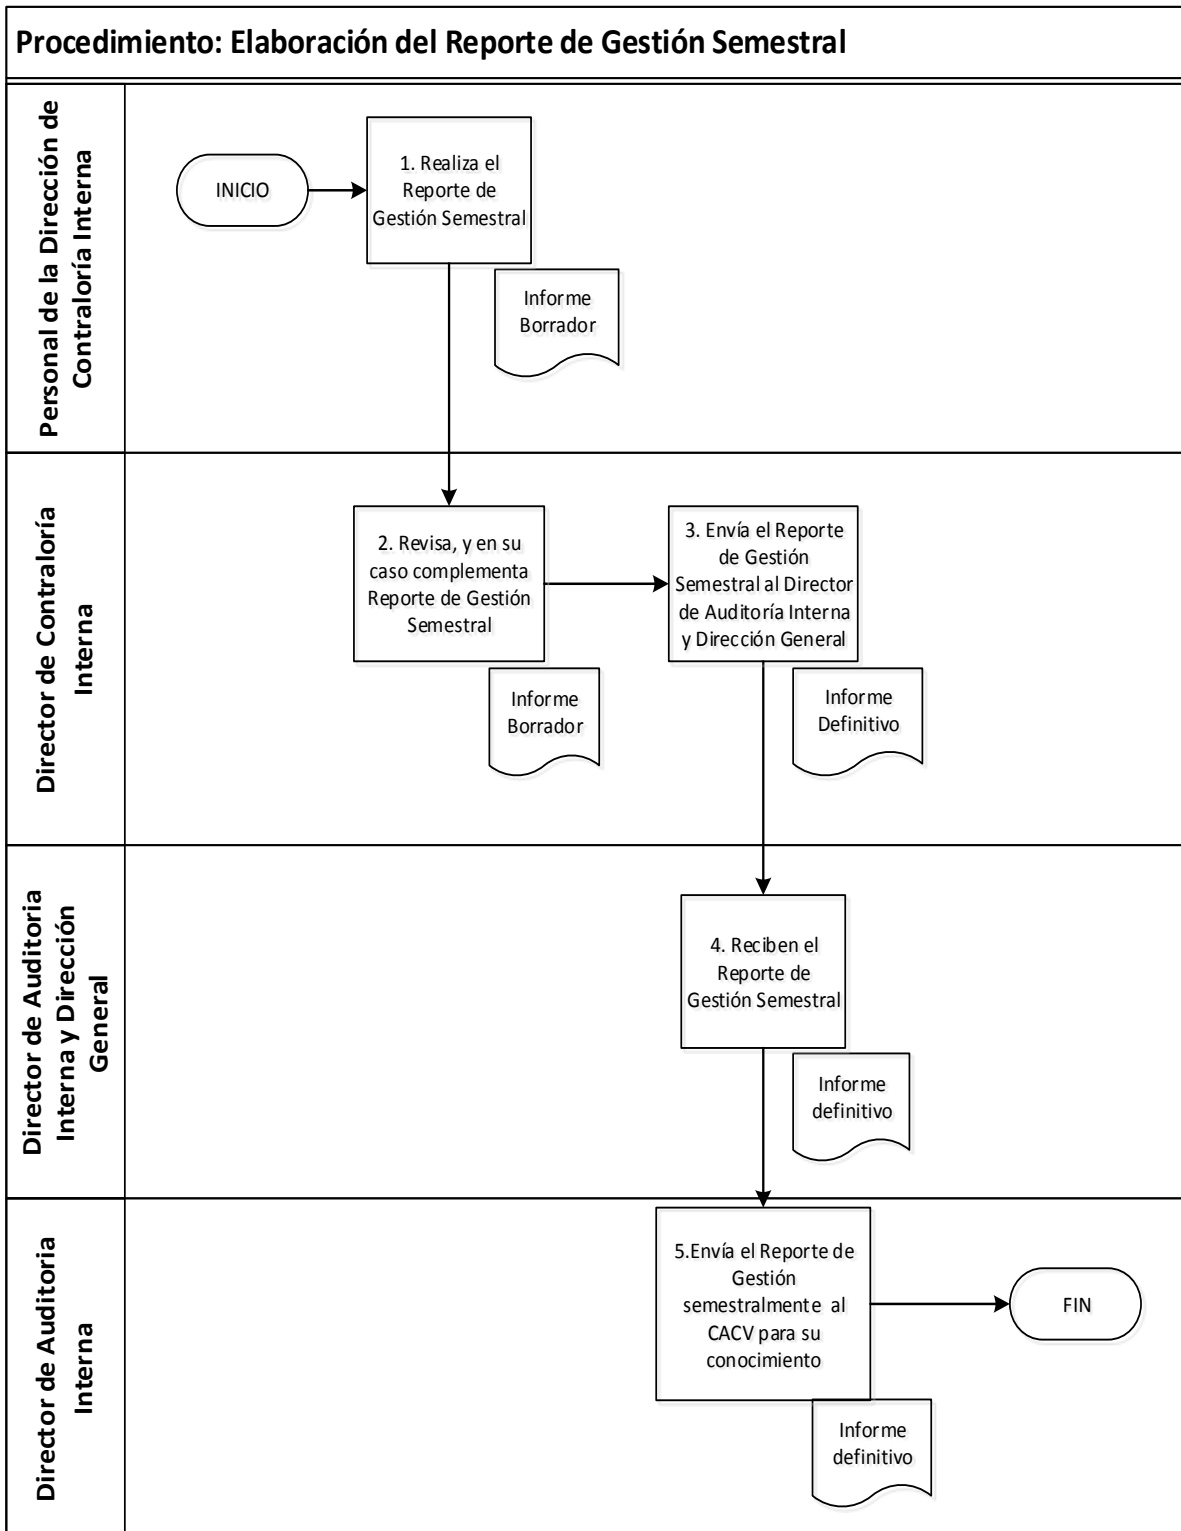 Procedimiento: Elaboración del Reporte de Gestión Semestral
Personal de la Dirección de
Contraloría Interna
INICIO
1. Realiza el
Reporte de
Gestión Semestral
Informe
Borrador
Director de Contraloría
Interna
2. Revisa, y en su
caso complementa
Reporte de Gestión
Semestral
Informe
Borrador
3. Envía el Reporte
de Gestión
Semestral al Director
de Auditoría Interna
y Dirección General
Informe
Definitivo
Director de Auditoria
Interna y Dirección
General
4. Reciben el
Reporte de
Gestión Semestral
Informe
definitivo
Director de Auditoria
Interna
5.Envía el Reporte de
Gestión
semestralmente al
CACV para su
conocimiento
Informe
definitivo
FIN